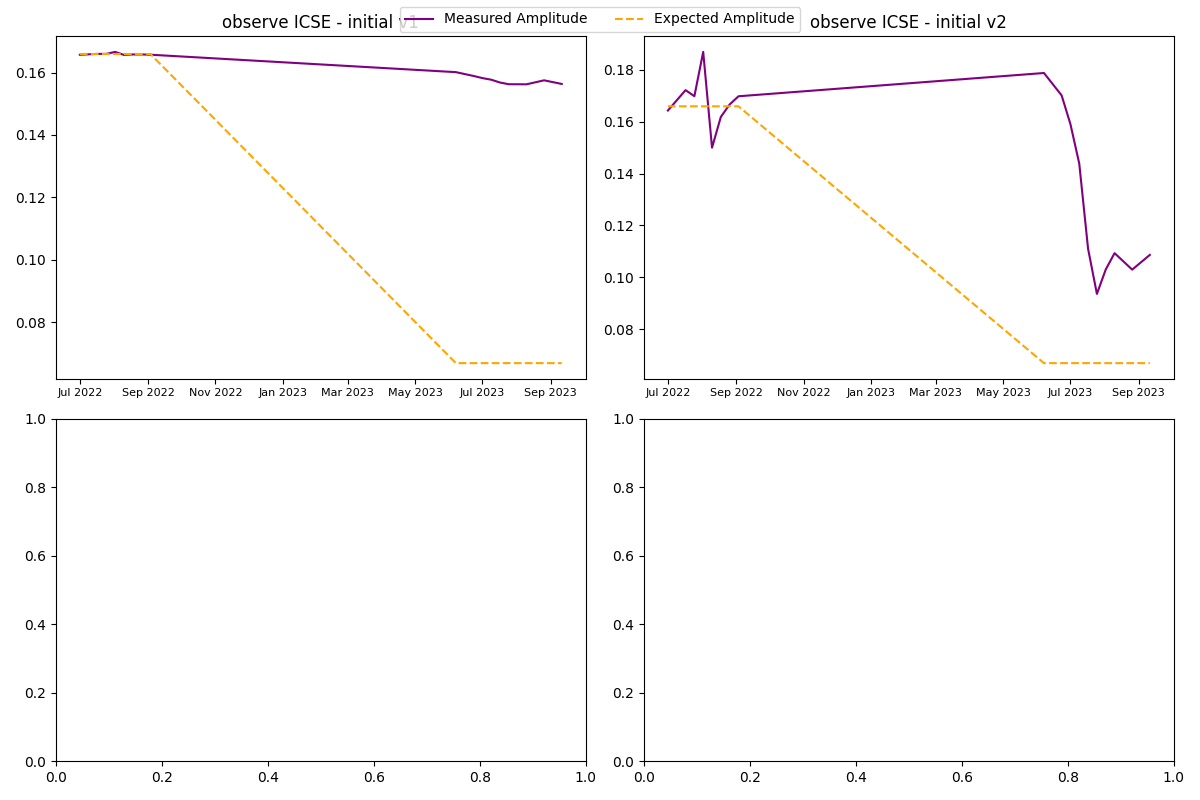 observe ICSE - initial v1
Measured Amplitude
Expected Amplitude
observe ICSE - initial v2
0.16
0.14
0.12
0.10
0.08
Jul 2022 Sep 2022 Nov 2022 Jan 2023 Mar 2023 May 2023 Jul 2023 Sep 2023
0.18
0.16
0.14
0.12
0.10
0.08
Jul 2022 Sep 2022 Nov 2022 Jan 2023 Mar 2023 May 2023 Jul 2023 Sep 2023
1.0
0.8
0.6
0.4
0.2
0.0
0.0 0.2 0.4 0.6 0.8 1.0
1.0
0.8
0.6
0.4
0.2
0.0
0.0 0.2 0.4 0.6 0.8 1.0